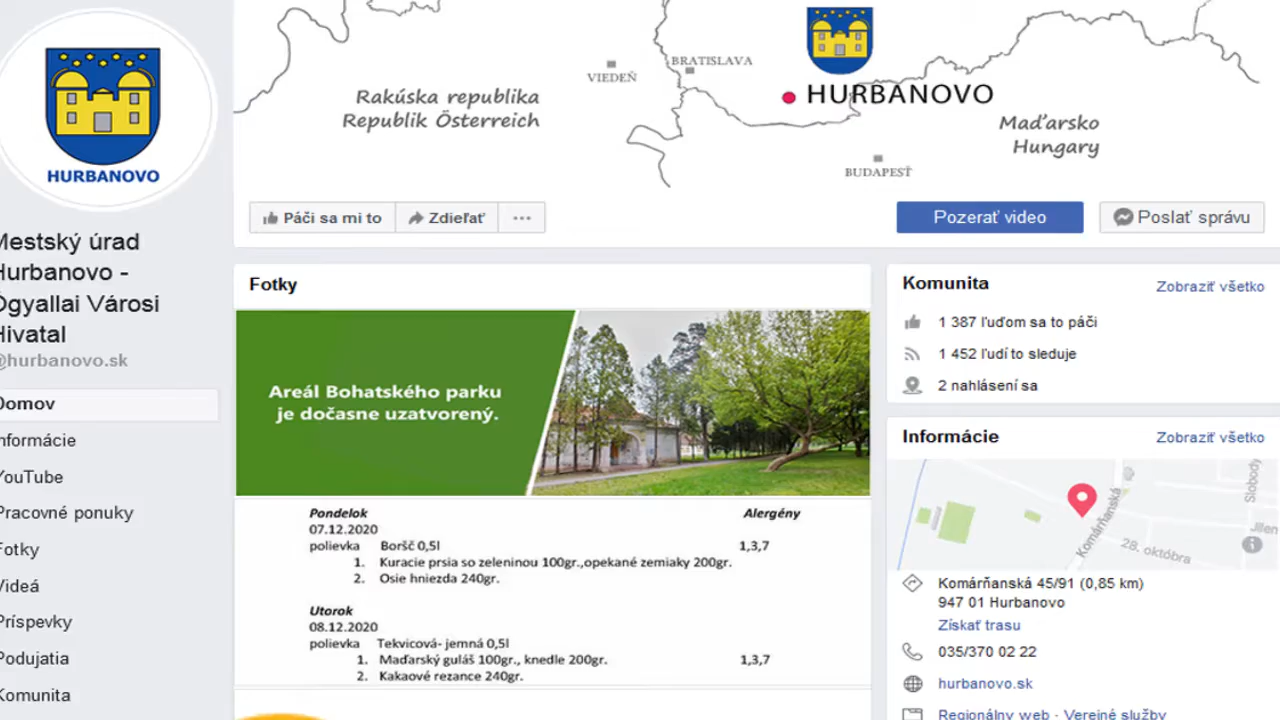 HURBANOVO
Mestský úrad
Hurbanovo -
Ógyallai Városi
Hivatal
@hurbanovo.sk
Domov
Informácie
YouTube
Pracovné ponuky
Fotky
Videá
Príspevky
Podujatia
Komunita
Rakúska republika
Republik Österreich
VIEDEŇ
BRATISLAVA
HURBANOVO
Maďarsko
Hungary
BUDAPESŤ
Páči sa mi to
Zdieľať
...
Pozerať video
Poslať správu
Fotky
Areál Bohatského parku
je dočasne uzatvorený.
Pondelok Alergény
07.12.2020
polievka Boršč 0,5l 1,3,7
1. Kuracie prsia so zeleninou 100gr.,opekané zemiaky 200gr.
2. Osie hniezda 240gr.
Utorok
08.12.2020
polievka Tekvicová- jemná 0,5l
1. Maďarský guláš 100gr., knedle 200gr. 1,3,7
2. Kakaové rezance 240gr.
Komunita Zobraziť všetko
1 387 ľuďom sa to páči
1 452 ľudí to sleduje
2 nahlásení sa
Informácie Zobraziť všetko
Slobody
Komárňanská
28. októbra
Jilen
Komárňanská 45/91 (0,85 km)
947 01 Hurbanovo
Získať trasu
035/370 02 22
hurbanovo.sk
Regionálny web · Verejné služby